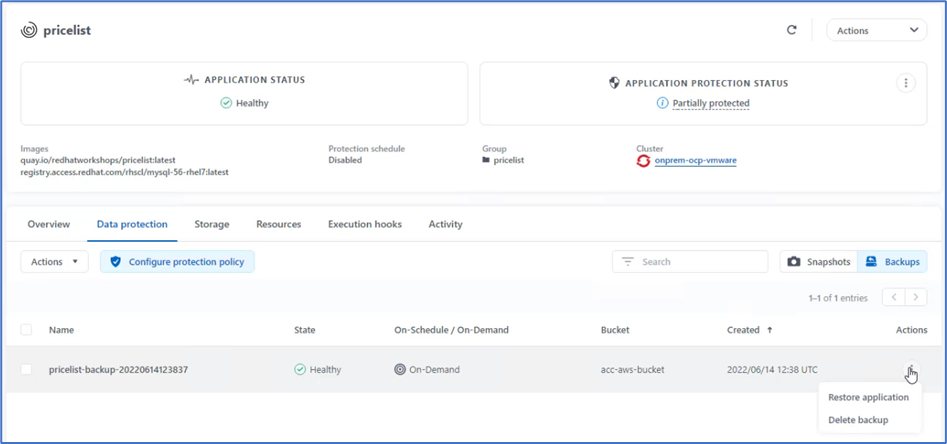 pricelist
Actions
APPLICATION STATUS
Healthy
APPLICATION PROTECTION STATUS
Partially protected
Images
quay.io/redhatworkshops/pricelist:latest
registry.access.redhat.com/rhscl/mysql-56-rhel7:latest
Protection schedule
Disabled
Group
pricelist
Cluster
onprem-ocp-vmware
Overview Data protection Storage Resources Execution hooks Activity
Actions Configure protection policy Search Snapshots Backups
1–1 of 1 entries
Name State On-Schedule / On-Demand Bucket Created Actions
pricelist-backup-20220614123837 Healthy On-Demand acc-aws-bucket 2022/06/14 12:38 UTC
Restore application
Delete backup